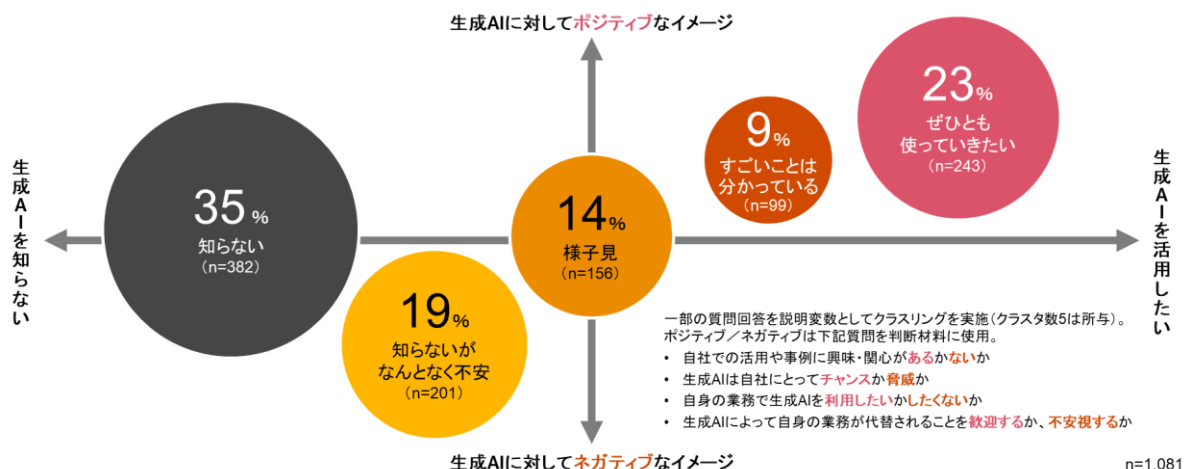 生成AIに対してポジティブなイメージ
生成AIを知らない
35%
知らない
(n=382)
19%
知らないが
なんとなく不安
(n=201)
14%
様子見
(n=156)
9%
すごいことは
分かっている
(n=99)
23%
ぜひとも
使っていきたい
(n=243)
生成AIを活用したい
一部の質問回答を説明変数としてクラスリングを実施(クラスタ数5は所与)。
ポジティブ／ネガティブは下記質問を判断材料に使用。
• 自社での活用や事例に興味・関心があるかないか
• 生成AIは自社にとってチャンスか脅威か
• 自身の業務で生成AIを利用したいかしたくないか
• 生成AIによって自身の業務が代替されることを歓迎するか、不安視するか
生成AIに対してネガティブなイメージ
n=1,081